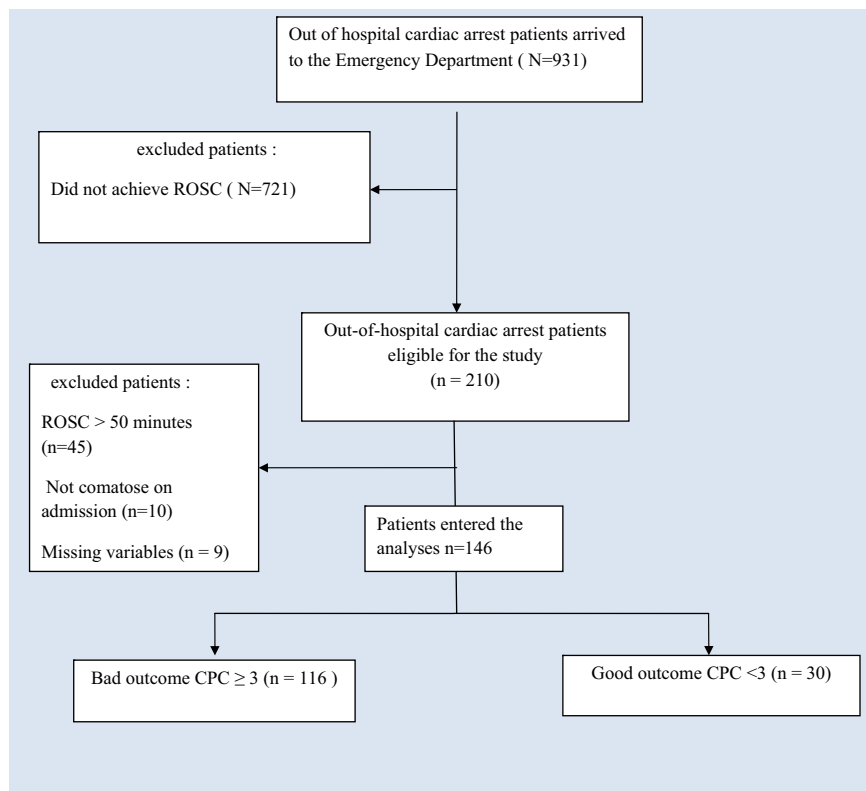 Out of hospital cardiac arrest patients arrived
to the Emergency Department ( N=931)
excluded patients :
Did not achieve ROSC ( N=721)
Out-of-hospital cardiac arrest patients
eligible for the study
(n = 210)
excluded patients :
ROSC > 50 minutes
(n=45)
Not comatose on
admission (n=10)
Missing variables (n = 9)
Patients entered the
analyses n=146
Bad outcome CPC ≥ 3 (n = 116 )
Good outcome CPC <3 (n = 30)